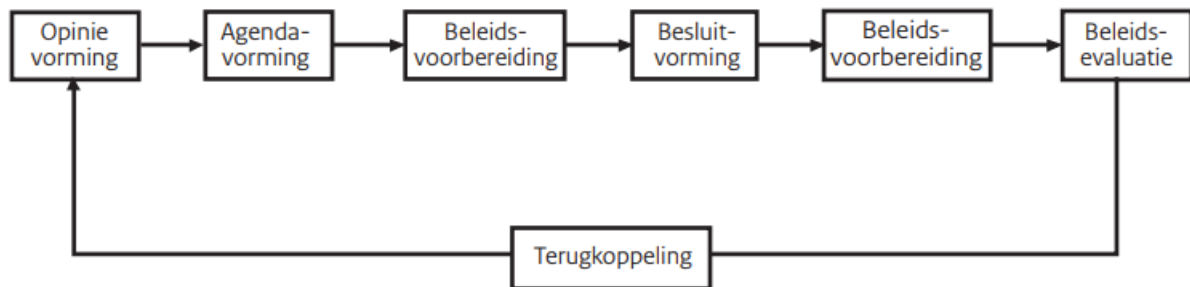 Opinie
vorming
Agenda-
vorming
Beleids-
voorbereiding
Besluit-
vorming
Beleids-
voorbereiding
Beleids-
evaluatie
Terugkoppeling